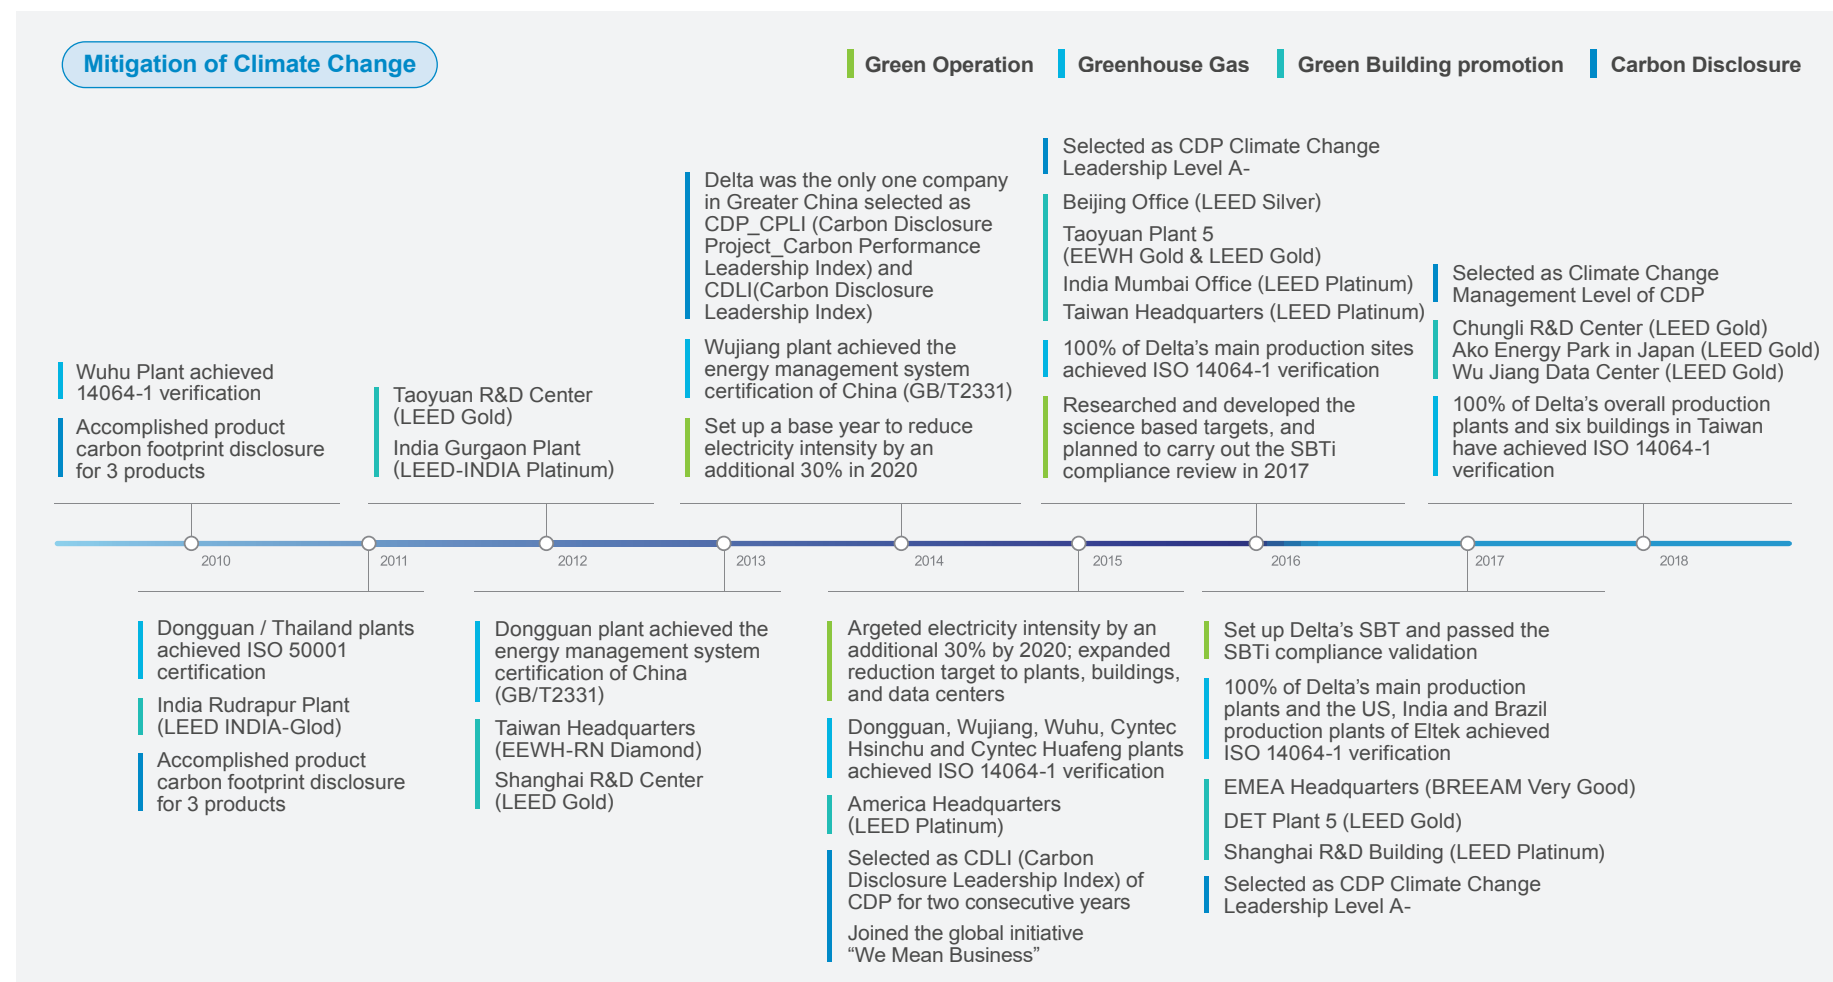 Mitigation of Climate Change
Green Operation
Greenhouse Gas
Green Building promotion
Carbon Disclosure
Wuhu Plant achieved
14064-1 verification
Accomplished product
carbon footprint disclosure
for 3 products
Taoyuan R&D Center
(LEED Gold)
India Gurgaon Plant
(LEED-INDIA Platinum)
Delta was the only one company
in Greater China selected as
CDP_CPLI (Carbon Disclosure
Project_Carbon Performance
Leadership Index) and
CDLI(Carbon Disclosure
Leadership Index)
Wujiang plant achieved the
energy management system
certification of China (GB/T2331)
Set up a base year to reduce
electricity intensity by an
additional 30% in 2020
Selected as CDP Climate Change
Leadership Level A-
Beijing Office (LEED Silver)
Taoyuan Plant 5
(EEWH Gold & LEED Gold)
India Mumbai Office (LEED Platinum)
Taiwan Headquarters (LEED Platinum)
100% of Delta’s main production sites
achieved ISO 14064-1 verification
Researched and developed the
science based targets, and
planned to carry out the SBTi
compliance review in 2017
Selected as Climate Change
Management Level of CDP
Chungli R&D Center (LEED Gold)
Ako Energy Park in Japan (LEED Gold)
Wu Jiang Data Center (LEED Gold)
100% of Delta’s overall production
plants and six buildings in Taiwan
have achieved ISO 14064-1
verification
2010
2011
2012
2013
2014
2015
2016
2017
2018
Dongguan / Thailand plants
achieved ISO 50001
certification
India Rudrapur Plant
(LEED INDIA-Glod)
Accomplished product
carbon footprint disclosure
for 3 products
Dongguan plant achieved the
energy management system
certification of China
(GB/T2331)
Taiwan Headquarters
(EEWH-RN Diamond)
Shanghai R&D Center
(LEED Gold)
Argeted electricity intensity by an
additional 30% by 2020; expanded
reduction target to plants, buildings,
and data centers
Dongguan, Wujiang, Wuhu, Cyntec
Hsinchu and Cyntec Huafeng plants
achieved ISO 14064-1 verification
America Headquarters
(LEED Platinum)
Selected as CDLI (Carbon
Disclosure Leadership Index) of
CDP for two consecutive years
Joined the global initiative
“We Mean Business”
Set up Delta’s SBT and passed the
SBTi compliance validation
100% of Delta’s main production
plants and the US, India and Brazil
production plants of Eltek achieved
ISO 14064-1 verification
EMEA Headquarters (BREEAM Very Good)
DET Plant 5 (LEED Gold)
Shanghai R&D Building (LEED Platinum)
Selected as CDP Climate Change
Leadership Level A-